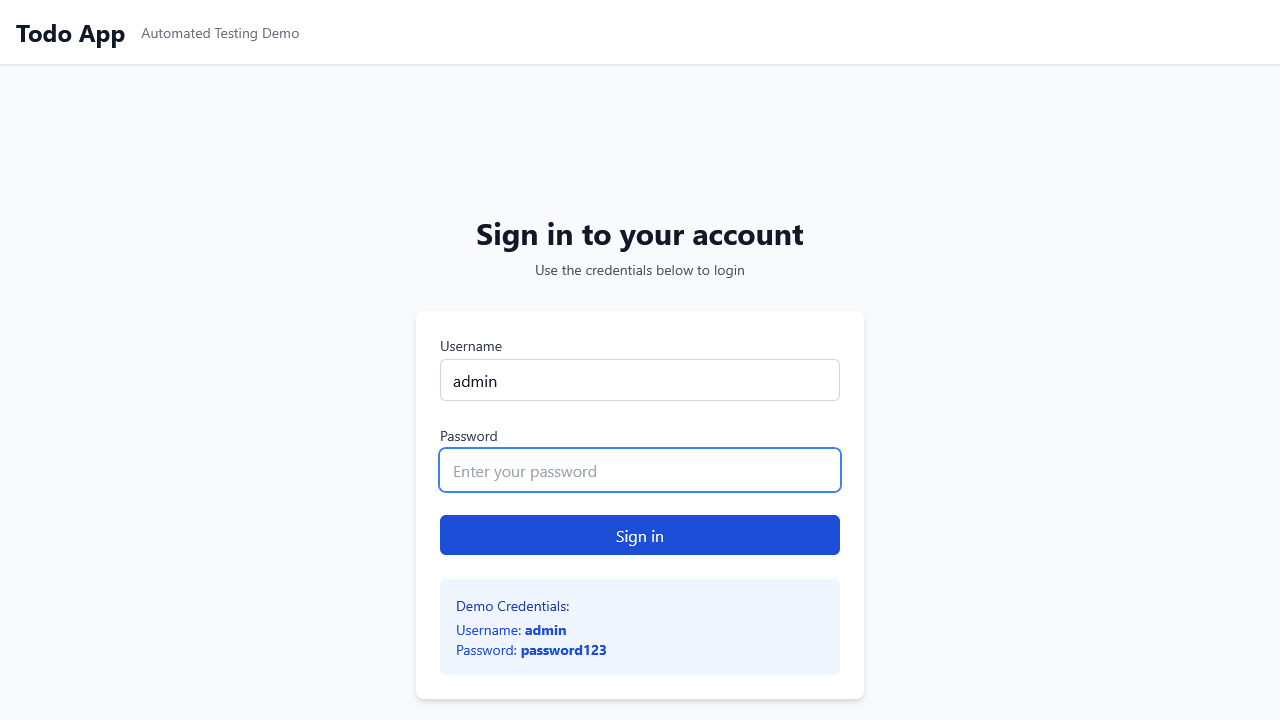 Todo App
Automated Testing Demo
Sign in to your account
Use the credentials below to login
Username
admin
Password
Enter your password
Sign in
Demo Credentials:
Username: admin
Password: password123